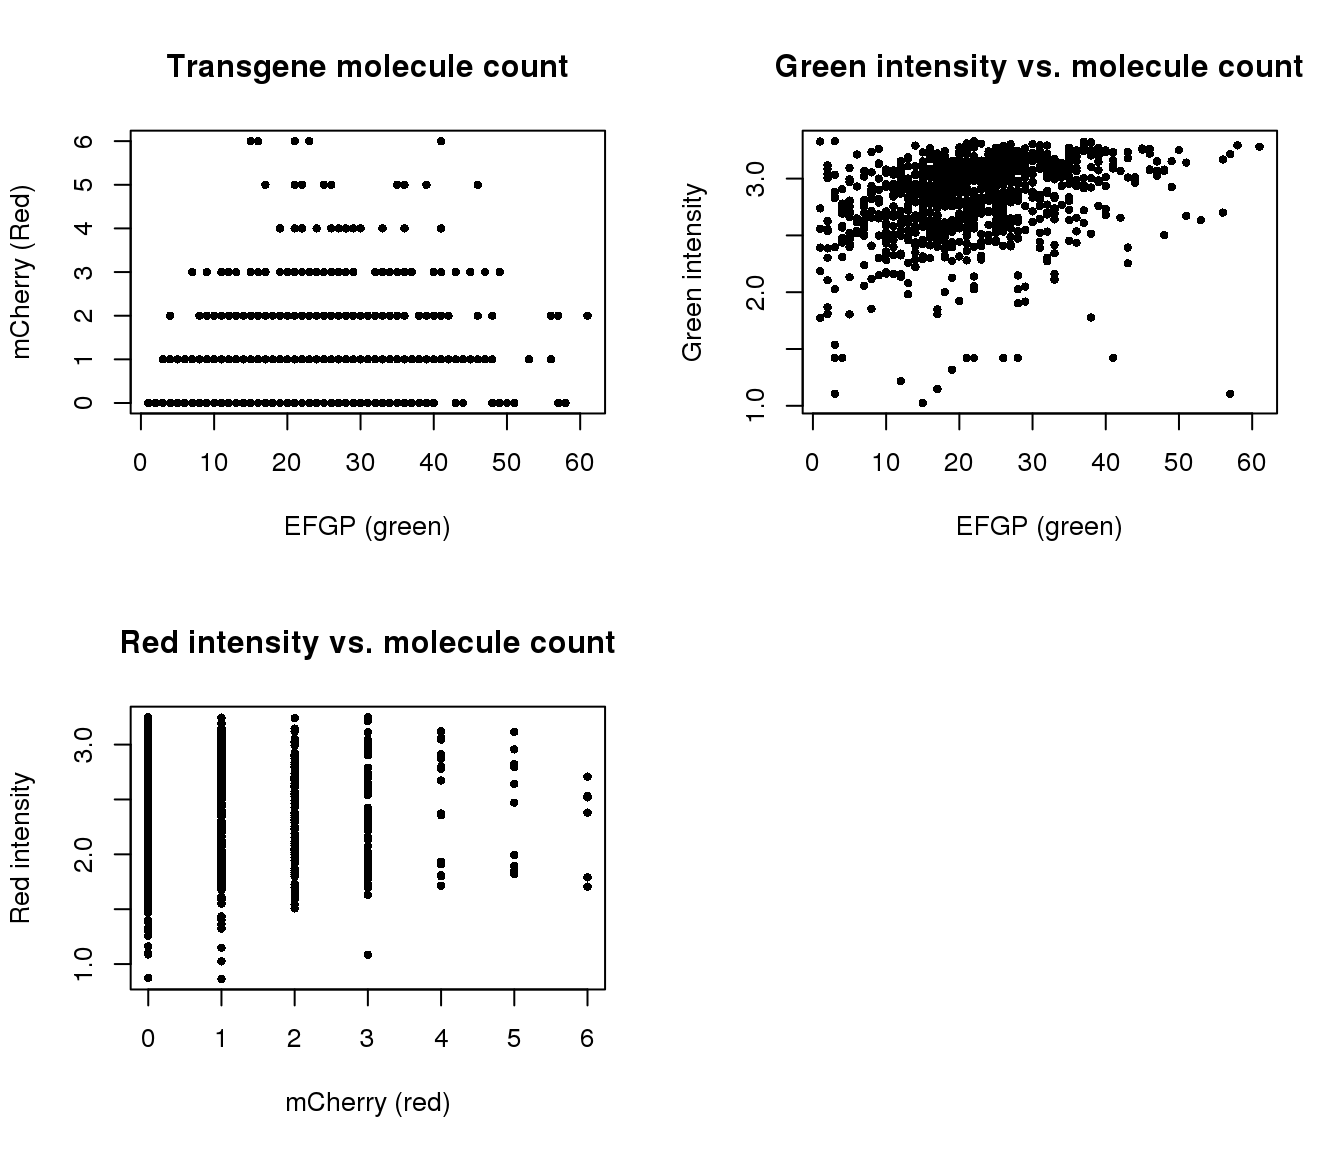 Transgene molecule count
mCherry (Red)
6
5
4
3
2
1
0
0 10 20 30 40 50 60
EFGP (green)
Green intensity vs. molecule count
Green intensity
3.0
2.0
1.0
0 10 20 30 40 50 60
EFGP (green)
Red intensity vs. molecule count
Red intensity
3.0
2.0
1.0
0 1 2 3 4 5 6
mCherry (red)